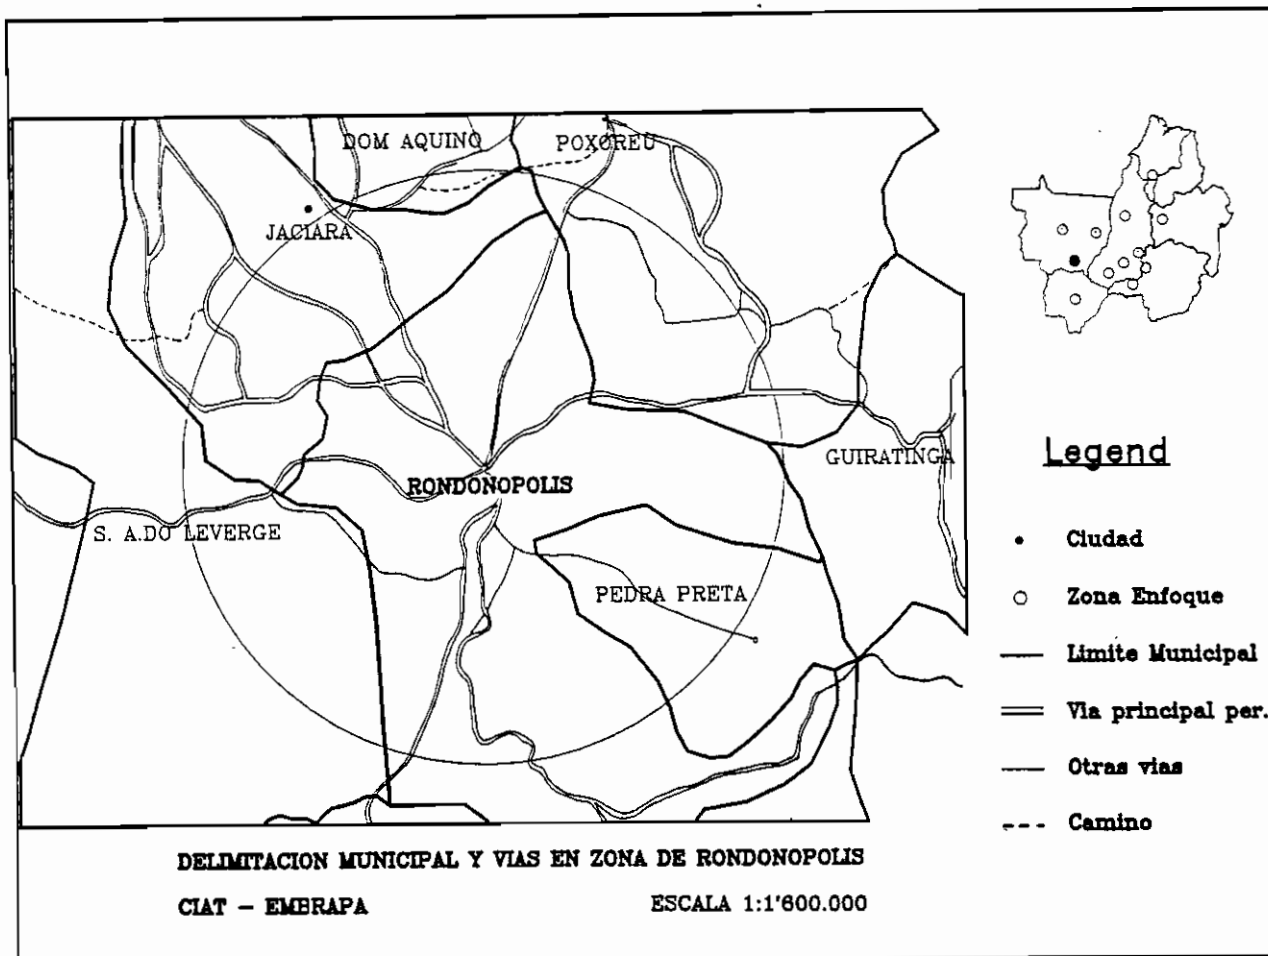 DOM AQUINO
POXOREU
JACIARA
GUIRATINGA
RONDONOPOLIS
S. A.DO LEVERGE
PEDRA PRETA
Legend
Ciudad
Zona Enfoque
Limite Municipal
Via principal per.
Otras vias
Camino
DELIMITACION MUNICIPAL Y VIAS EN ZONA DE RONDONOPOLIS
CIAT - EMBRAPA
ESCALA 1:1'600.000